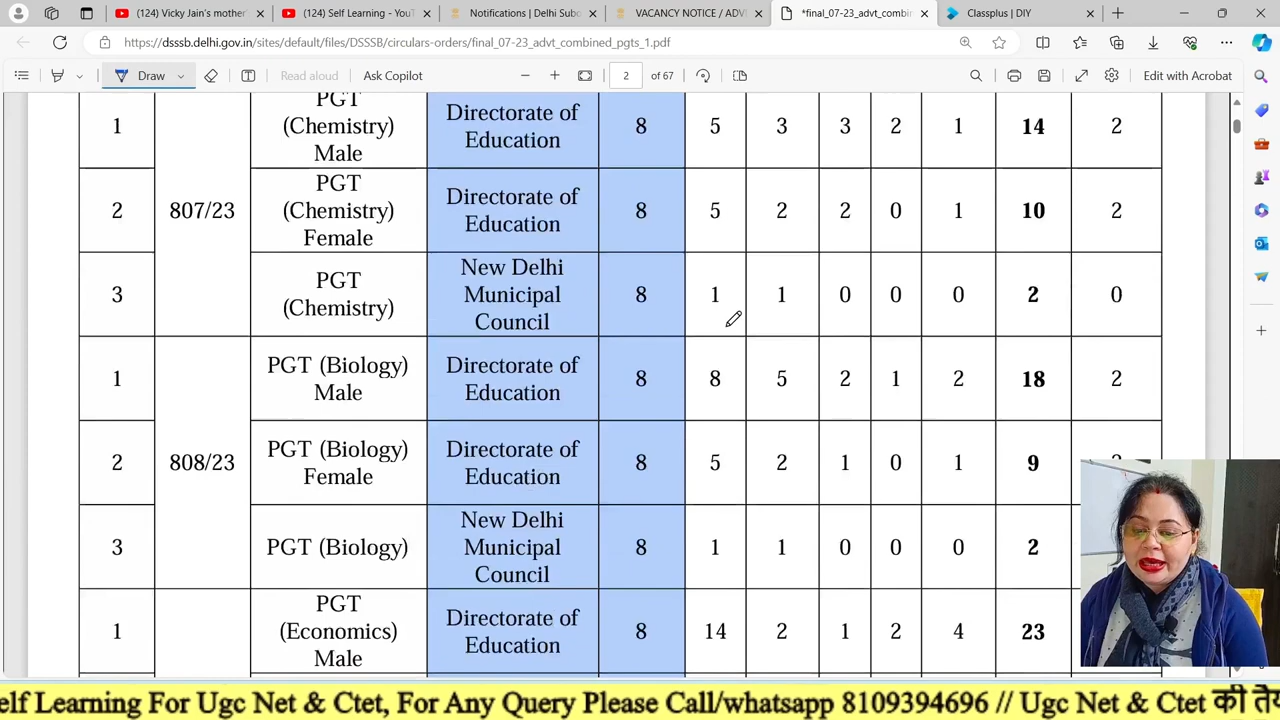 (124) Vicky Jain's mother
(124) Self Learning - YouT
Notifications | Delhi Subo
VACANCY NOTICE / ADV
*final_07-23_advt_combin
Classplus | DIY
https://dsssb.delhi.gov.in/sites/default/files/DSSSB/circulars-orders/final_07-23_advt_combined_pgts_1.pdf
Draw
Read aloud
Ask Copilot
2 of 67
Edit with Acrobat
1 PGT (Chemistry) Male Directorate of Education 8 5 3 3 2 1 14 2
2 807/23 PGT (Chemistry) Female Directorate of Education 8 5 2 2 0 1 10 2
3 PGT (Chemistry) New Delhi Municipal Council 8 1 1 0 0 0 2 0
1 PGT (Biology) Male Directorate of Education 8 8 5 2 1 2 18 2
2 808/23 PGT (Biology) Female Directorate of Education 8 5 2 1 0 1 9
3 PGT (Biology) New Delhi Municipal Council 8 1 1 0 0 0 2
1 PGT (Economics) Male Directorate of Education 8 14 2 1 2 4 23
elf Learning For Ugc Net & Ctet, For Any Query Please Call/whatsapp 8109394696 // Ugc Net & Ctet की तै